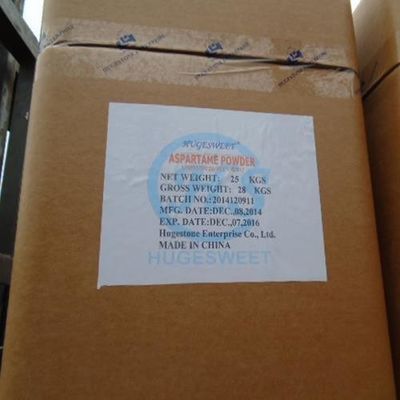 HUGESWEET
ASPARTAME POWDER
NET WEIGHT: 25 KGS
GROSS WEIGHT: 28 KGS
BATCH NO.:2014120911
MFG. DATE:DEC.,08,2014
EXP. DATE:DEC.,07,2016
Hugestone Enterprise Co., Ltd.
MADE IN CHINA
HUGESWEET